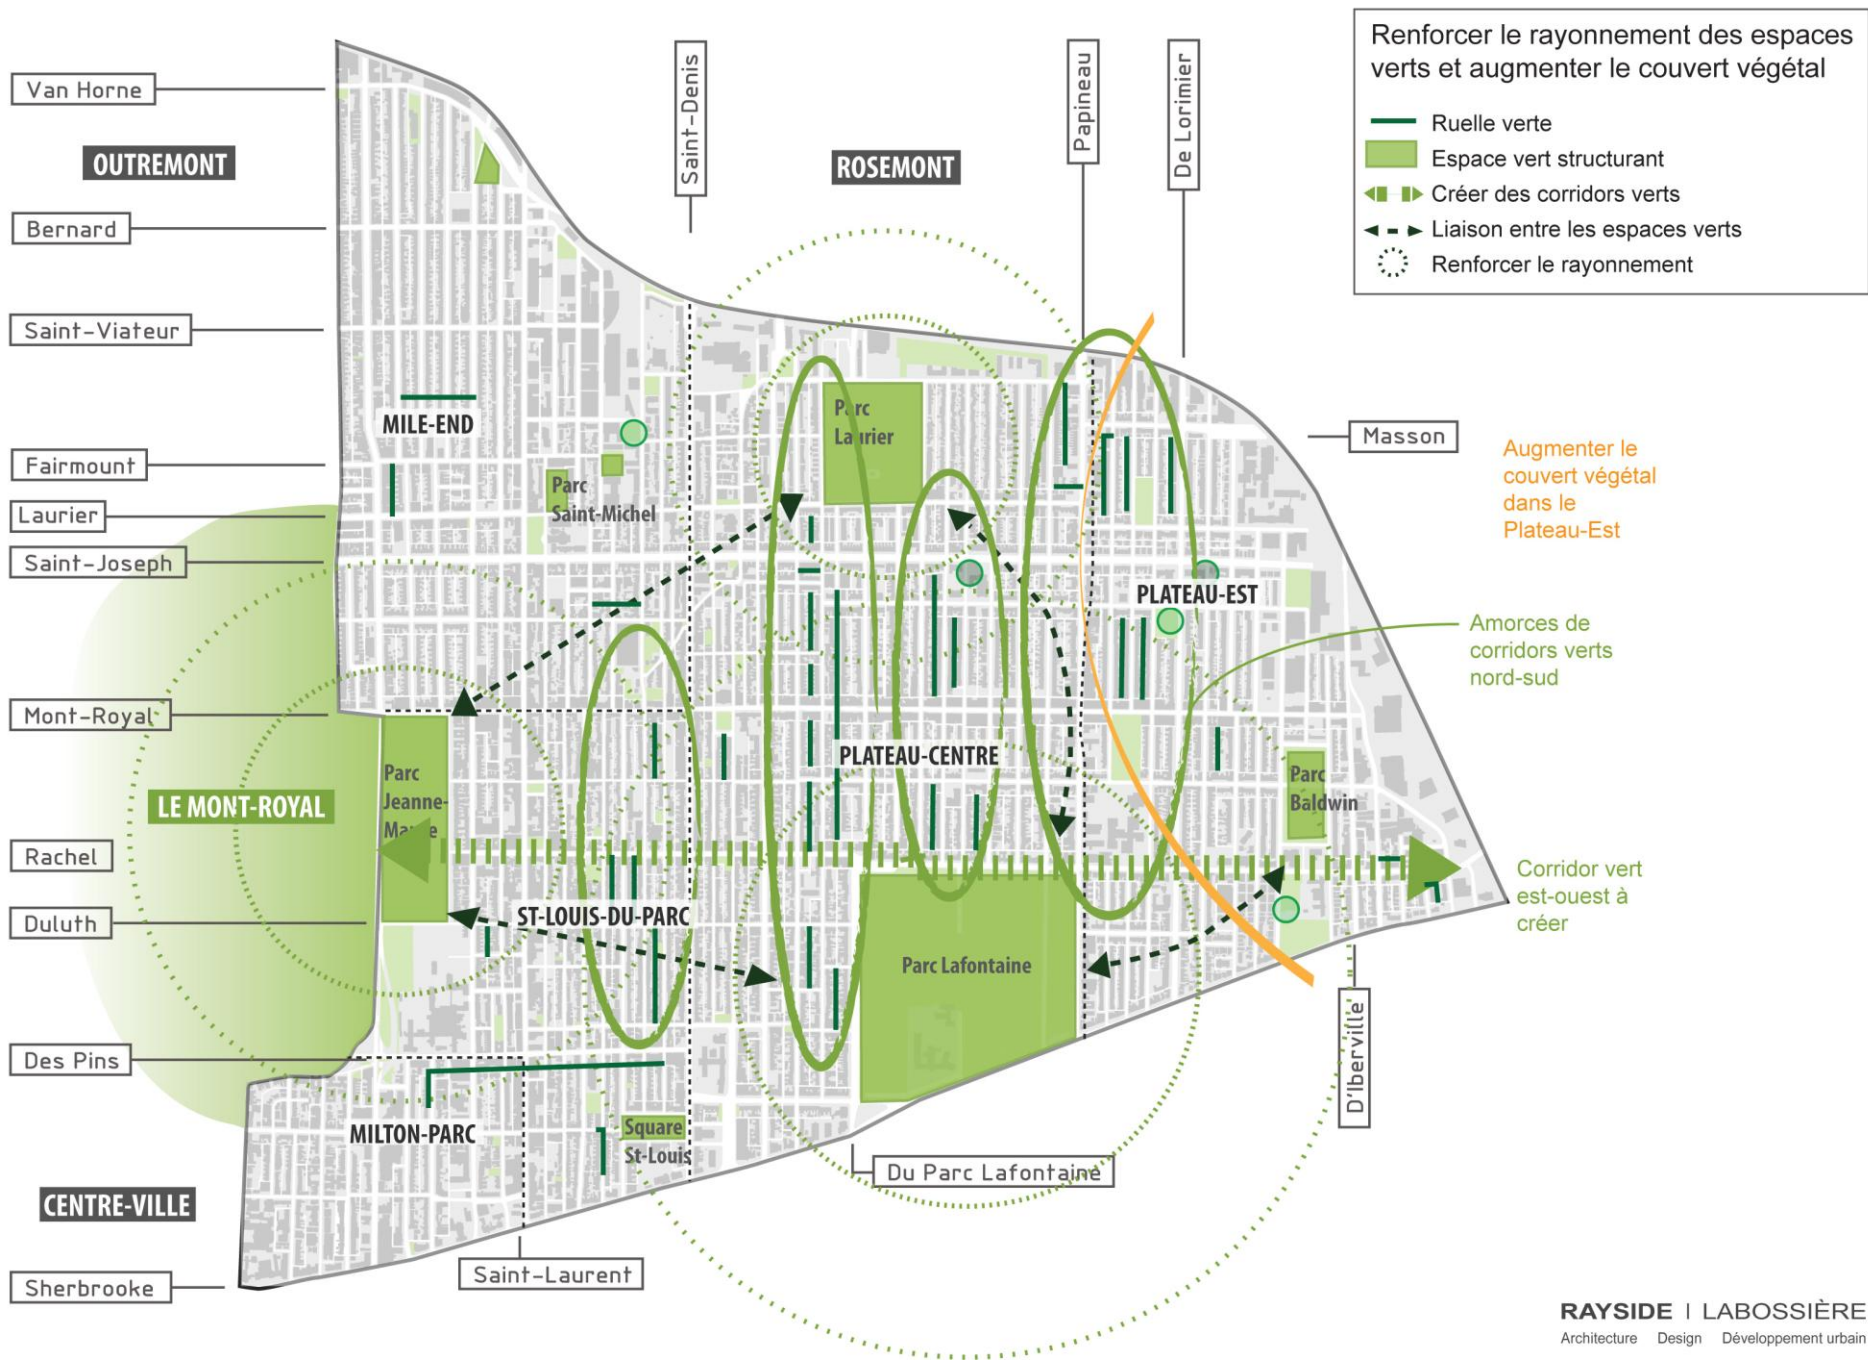 Renforcer le rayonnement des espaces
verts et augmenter le couvert végétal
Ruelle verte
Espace vert structurant
Créer des corridors verts
Liaison entre les espaces verts
Renforcer le rayonnement
Van Horne
OUTREMONT
Bernard
Saint-Viateur
Fairmount
Laurier
Saint-Joseph
Mont-Royal
Rachel
Duluth
Des Pins
CENTRE-VILLE
Sherbrooke
Saint-Denis
ROSEMONT
Papineau
De Lorimier
Masson
MILE-END
Parc
Saint-Michel
Parc
Laurier
PLATEAU-EST
PLATEAU-CENTRE
LE MONT-ROYAL
Parc
Jeanne-
Mance
Parc
Baldwin
ST-LOUIS-DU-PARC
Parc Lafontaine
MILTON-PARC
Square
St-Louis
Du Parc Lafontaine
Saint-Laurent
D'Iberville
Augmenter le
couvert végétal
dans le
Plateau-Est
Amorces de
corridors verts
nord-sud
Corridor vert
est-ouest à
créer
RAYSIDE | LABOSSIÈRE
Architecture Design Développement urbain